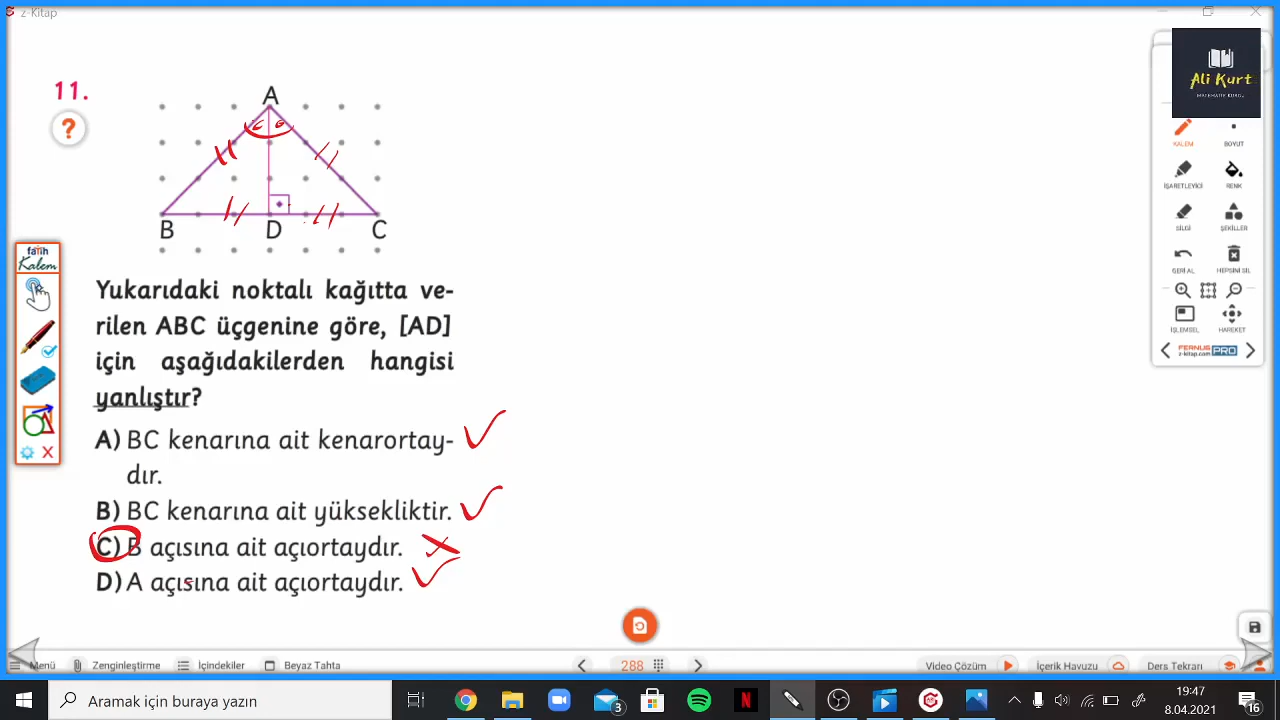 z-Kitap
Ali Kurt
MATEMATİK KURDU
11.
?
A
B
D
C
Yukarıdaki noktalı kağıtta ve-
rilen ABC üçgenine göre, [AD]
için aşağıdakilerden hangisi
yanlıştır?
A) BC kenarına ait kenarortay-
dır.
B) BC kenarına ait yüksekliktir.
C) B açısına ait açıortaydır.
D) A açısına ait açıortaydır.
fatih
Kalem
KALEM
BOYUT
İŞARETLEYİCİ
RENK
SİLGİ
ŞEKİLLER
GERİ AL
HEPSİNİ SİL
İŞLEMSEL
HAREKET
FERNUS
z-kitap.com PRO
Menü
Zenginleştirme
İçindekiler
Beyaz Tahta
288
Video Çözüm
İçerik Havuzu
Ders Tekrarı
Aramak için buraya yazın
3
N
19:47
8.04.2021
16